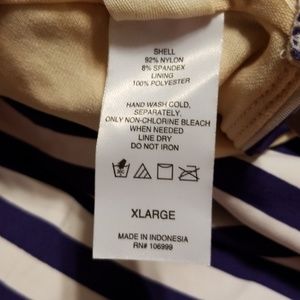 SHELL
92% NYLON
8% SPANDEX
LINING
100% POLYESTER
HAND WASH COLD,
SEPARATELY.
ONLY NON-CHLORINE BLEACH
WHEN NEEDED
LINE DRY
DO NOT IRON
XLARGE
MADE IN INDONESIA
RN# 106999